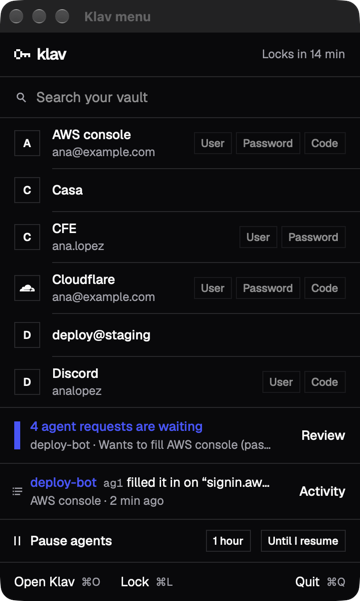 Klav menu
klav Locks in 14 min
Search your vault
A AWS console User Password Code
ana@example.com
C Casa
C CFE User Password
ana.lopez
Cloudflare User Password Code
ana@example.com
D deploy@staging
D Discord User Code
analopez
4 agent requests are waiting Review
deploy-bot · Wants to fill AWS console (pas...
deploy-bot ag1 filled it in on “signin.aw... Activity
AWS console · 2 min ago
Pause agents 1 hour Until I resume
Open Klav ⌘O Lock ⌘L Quit ⌘Q